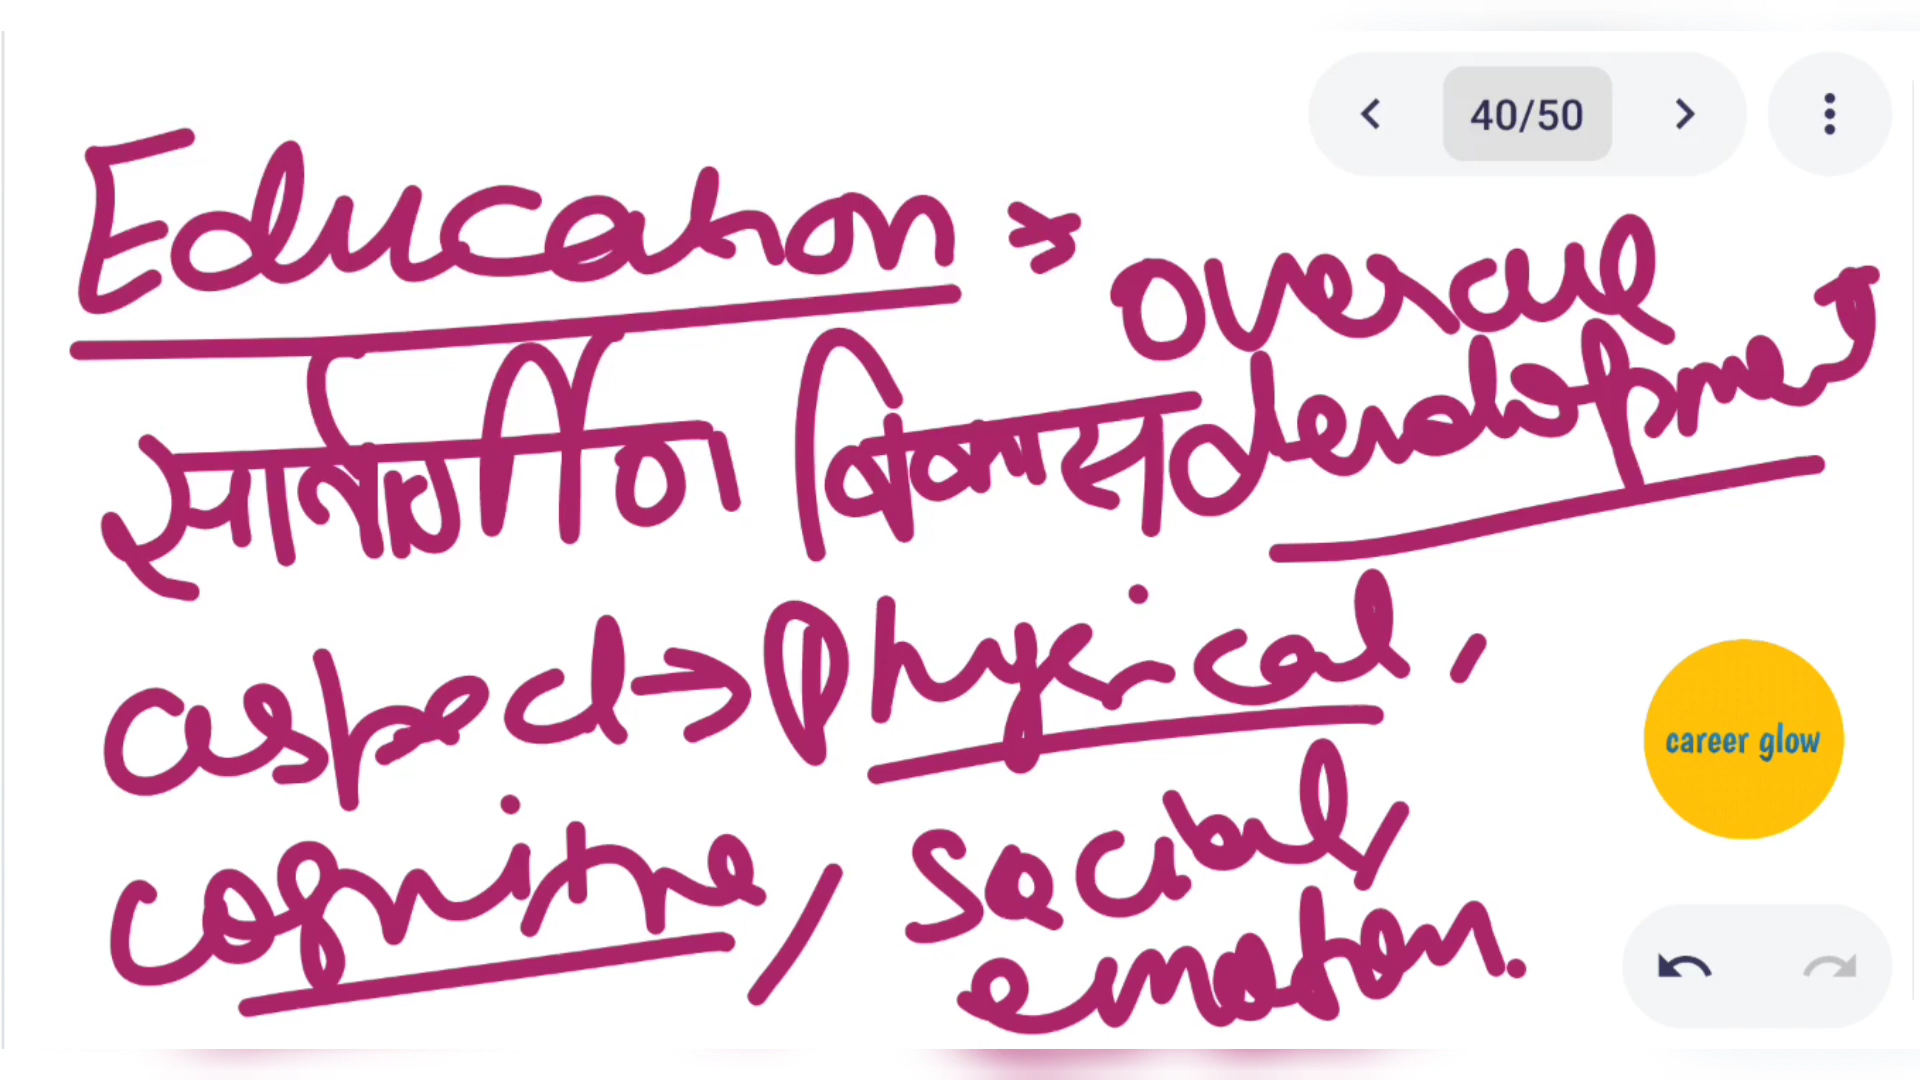 40/50
Education → overall
सर्वांगीण विकास development
aspect → Physical,
cognitive, social,
emotion.
career glow